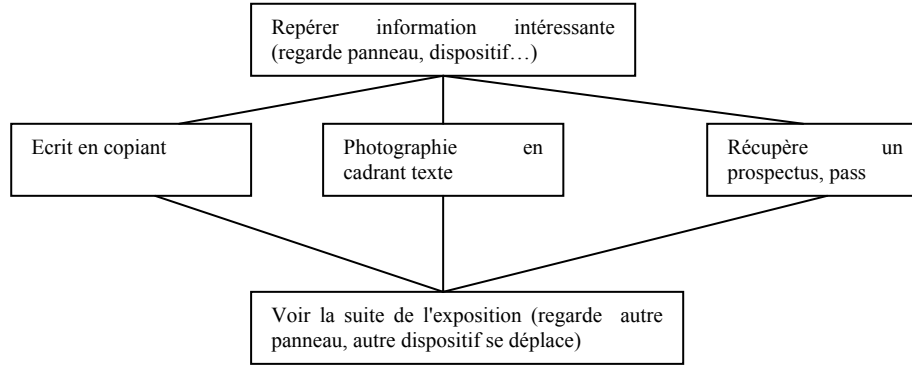 Repérer information intéressante
(regarde panneau, dispositif…)
Ecrit en copiant
Photographie en
cadrant texte
Récupère un
prospectus, pass
Voir la suite de l'exposition (regarde autre
panneau, autre dispositif se déplace)